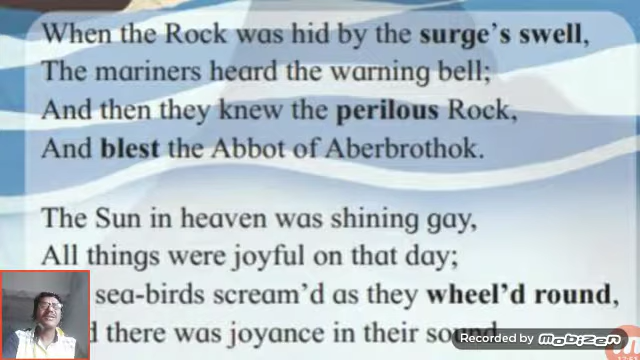 When the Rock was hid by the surge's swell,
The mariners heard the warning bell;
And then they knew the perilous Rock,
And blest the Abbot of Aberbrothok.
The Sun in heaven was shining gay,
All things were joyful on that day;
sea-birds scream'd as they wheel'd round,
there was joyance in their sound
Recorded by MOBIZEN